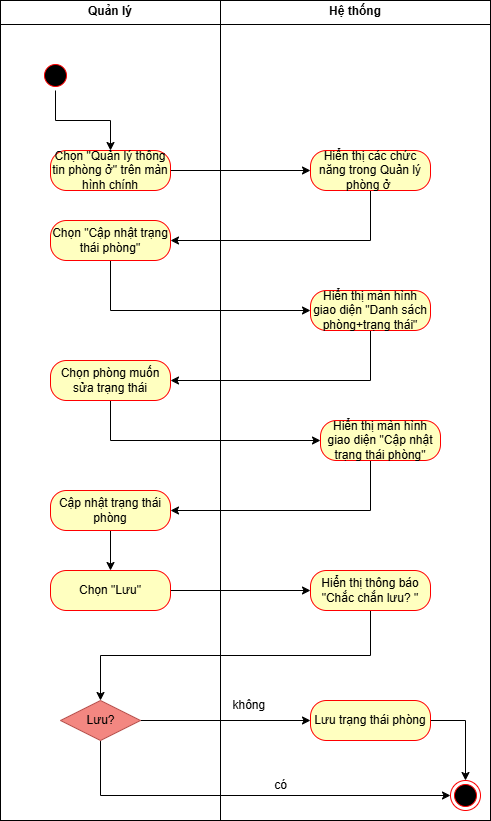 Quản lý
Hệ thống
Chọn "Quản lý thông
tin phòng ở" trên màn
hình chính
Hiển thị các chức
năng trong Quản lý
phòng ở
Chọn "Cập nhật trạng
thái phòng"
Hiển thị màn hình
giao diện "Danh sách
phòng+trạng thái"
Chọn phòng muốn
sửa trạng thái
Hiển thị màn hình
giao diện "Cập nhật
trạng thái phòng"
Cập nhật trạng thái
phòng
Chọn "Lưu"
Hiển thị thông báo
"Chắc chắn lưu? "
Lưu?
không
Lưu trạng thái phòng
có